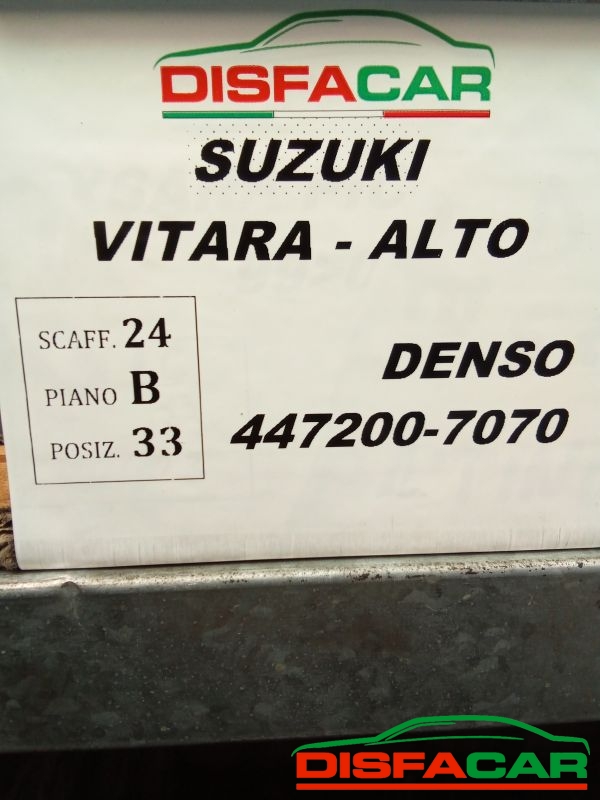 DISFACAR
SUZUKI
VITARA - ALTO
SCAFF. 24
PIANO B
POSIZ. 33
DENSO
447200-7070
DISFACAR